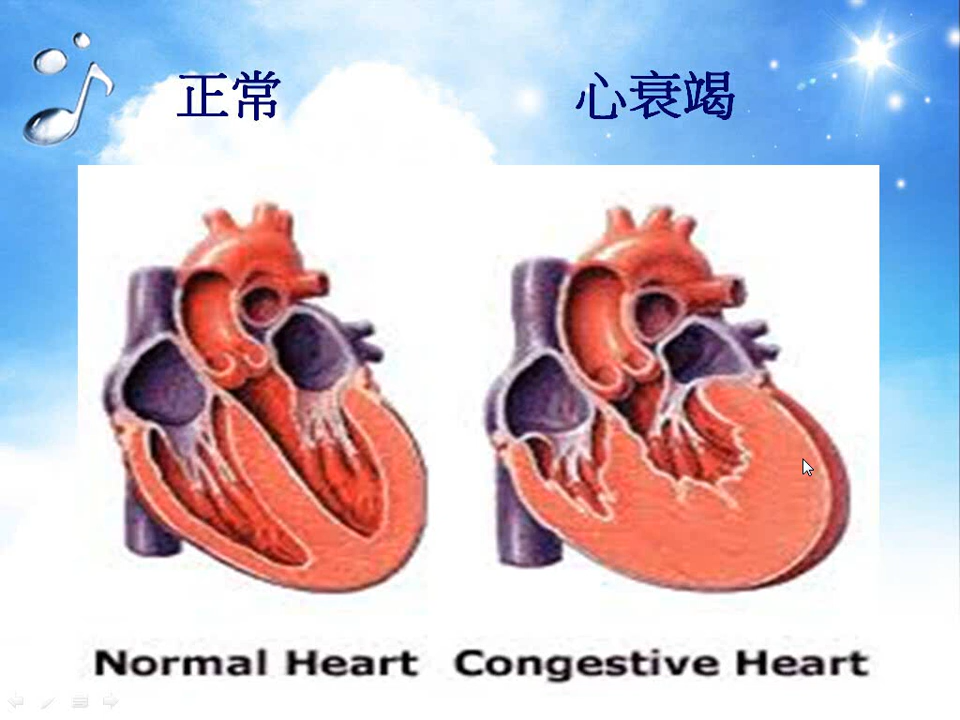 正常
心衰竭
Normal Heart
Congestive Heart